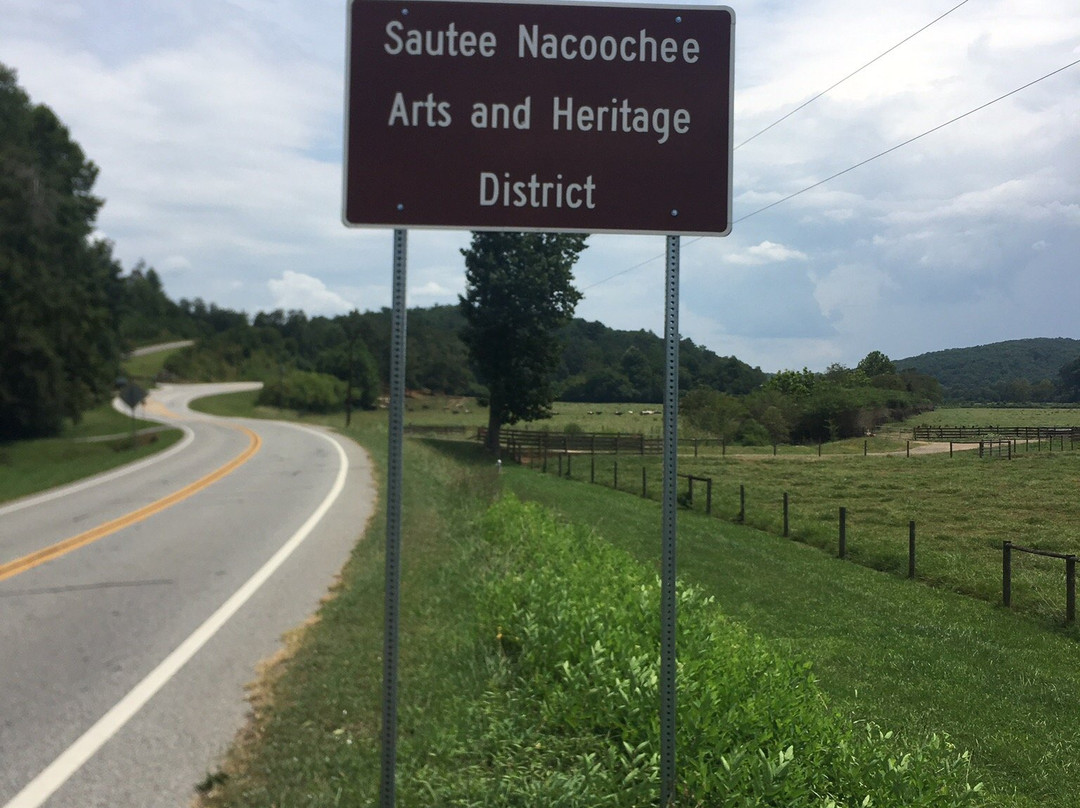 Sautee Nacoochee
Arts and Heritage
District